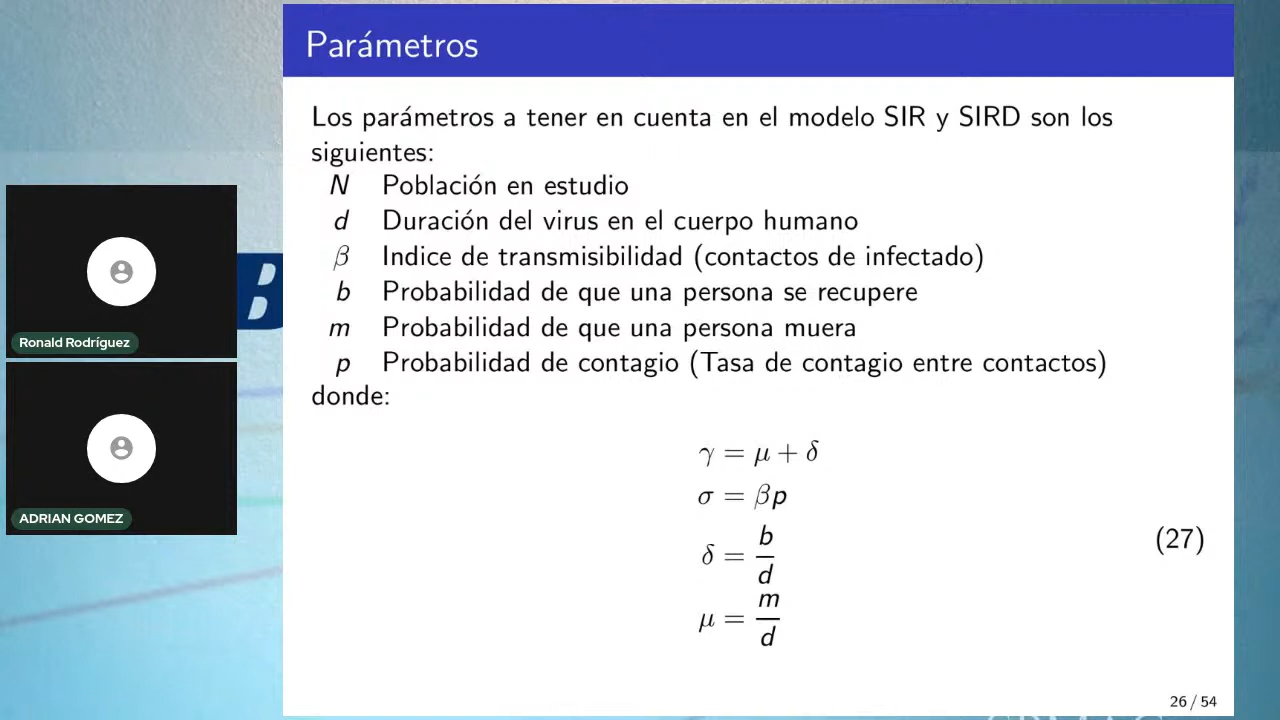 Parámetros
Los parámetros a tener en cuenta en el modelo SIR y SIRD son los
siguientes:
N Población en estudio
d Duración del virus en el cuerpo humano
β Indice de transmisibilidad (contactos de infectado)
b Probabilidad de que una persona se recupere
m Probabilidad de que una persona muera
p Probabilidad de contagio (Tasa de contagio entre contactos)
donde:
γ = μ + δ
σ = βp
δ = b/d
(27)
μ = m/d
26 / 54
Ronald Rodríguez
ADRIAN GOMEZ
B